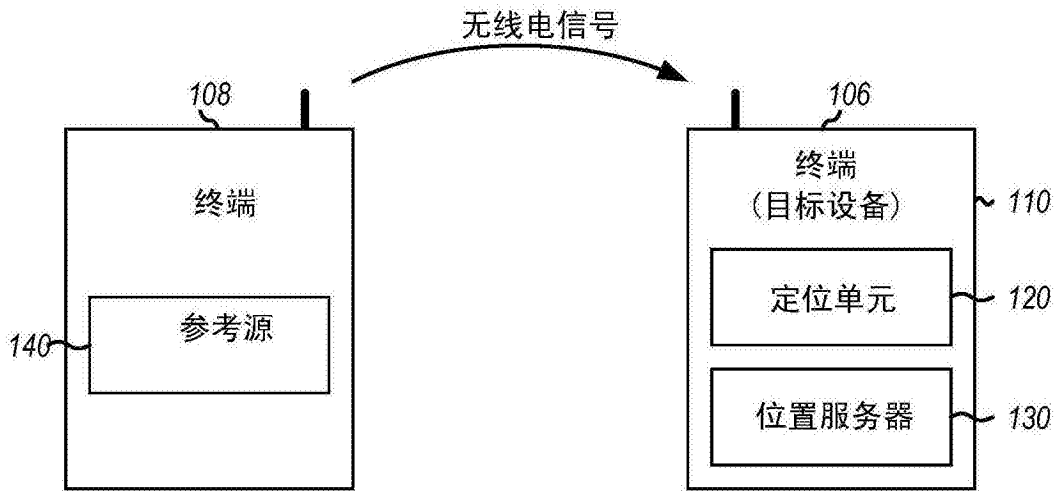 无线电信号
108
终端
参考源
140
106
终端
(目标设备)
110
定位单元
120
位置服务器
130